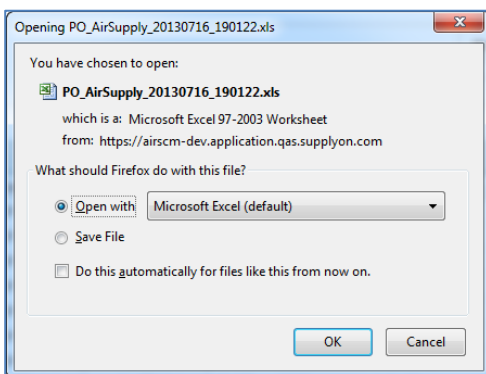 Opening PO_AirSupply_20130716_190122.xls
You have chosen to open:
PO_AirSupply_20130716_190122.xls
which is a: Microsoft Excel 97-2003 Worksheet
from: https://airscm-dev.application.qas.supplyon.com
What should Firefox do with this file?
Open with Microsoft Excel (default)
Save File
Do this automatically for files like this from now on.
OK Cancel